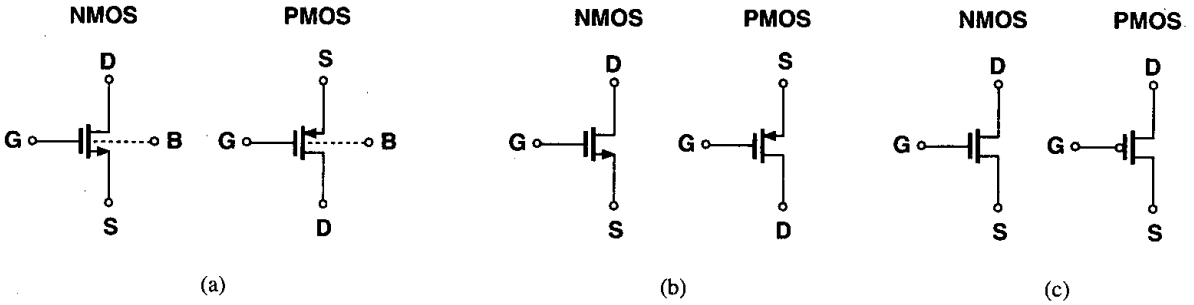 NMOS PMOS
D S
G B G B
S D
(a)
NMOS PMOS
D S
G G
S D
(b)
NMOS PMOS
D D
G G
S S
(c)